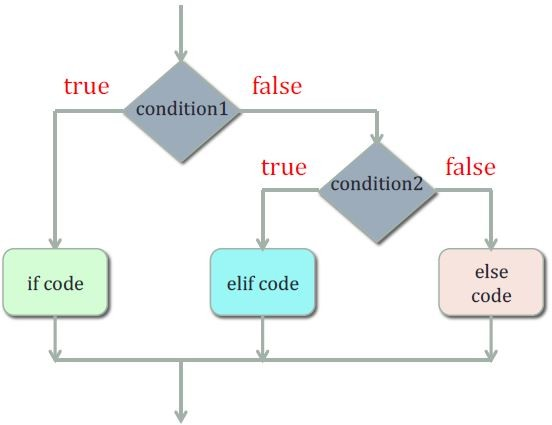 true
false
condition1
true
false
condition2
if code
elif code
else
code